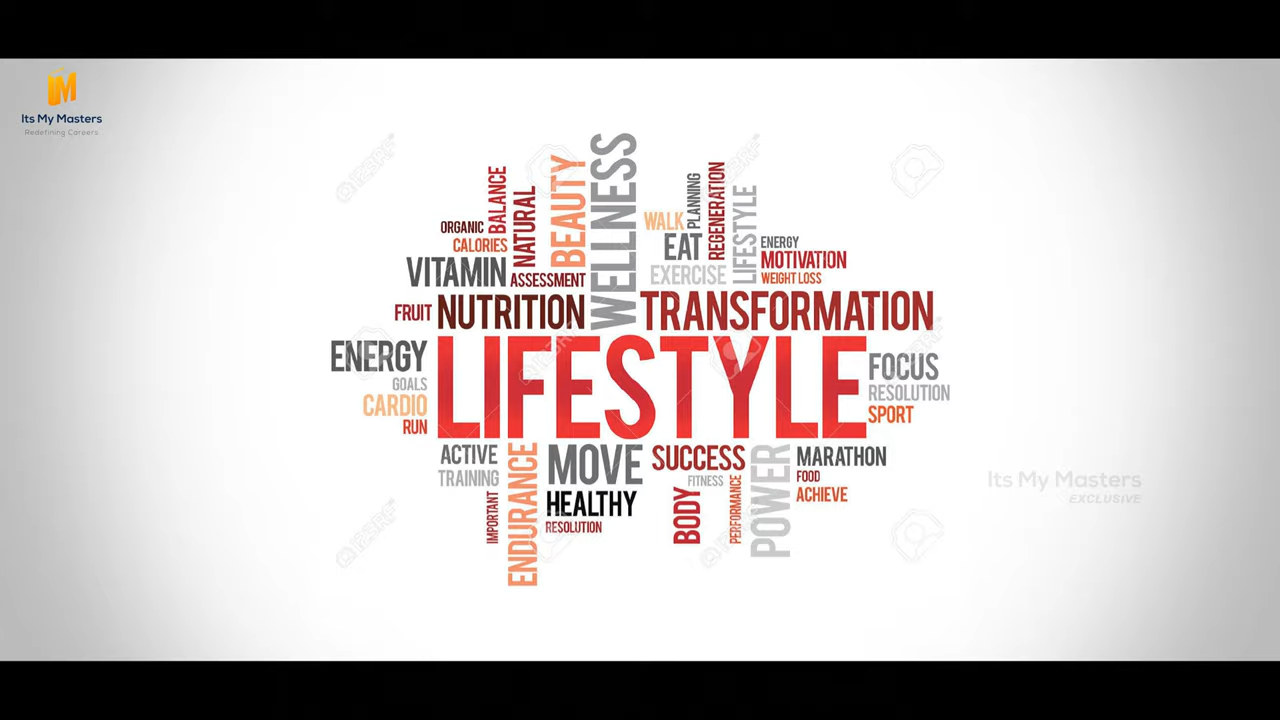 Its My Masters
Redefining Careers
WELLNESS
BEAUTY
BALANCE
NATURAL
ORGANIC
CALORIES
VITAMIN
ASSESSMENT
FRUIT
NUTRITION
WALK
PLANNING
REGENERATION
LIFESTYLE
EAT
EXERCISE
ENERGY
MOTIVATION
WEIGHT LOSS
TRANSFORMATION
ENERGY
GOALS
CARDIO
RUN
LIFESTYLE
FOCUS
RESOLUTION
SPORT
ACTIVE
TRAINING
IMPORTANT
ENDURANCE
MOVE
HEALTHY
RESOLUTION
SUCCESS
FITNESS
BODY
PERFORMANCE
POWER
MARATHON
FOOD
ACHIEVE
Its My Masters
EXCLUSIVE